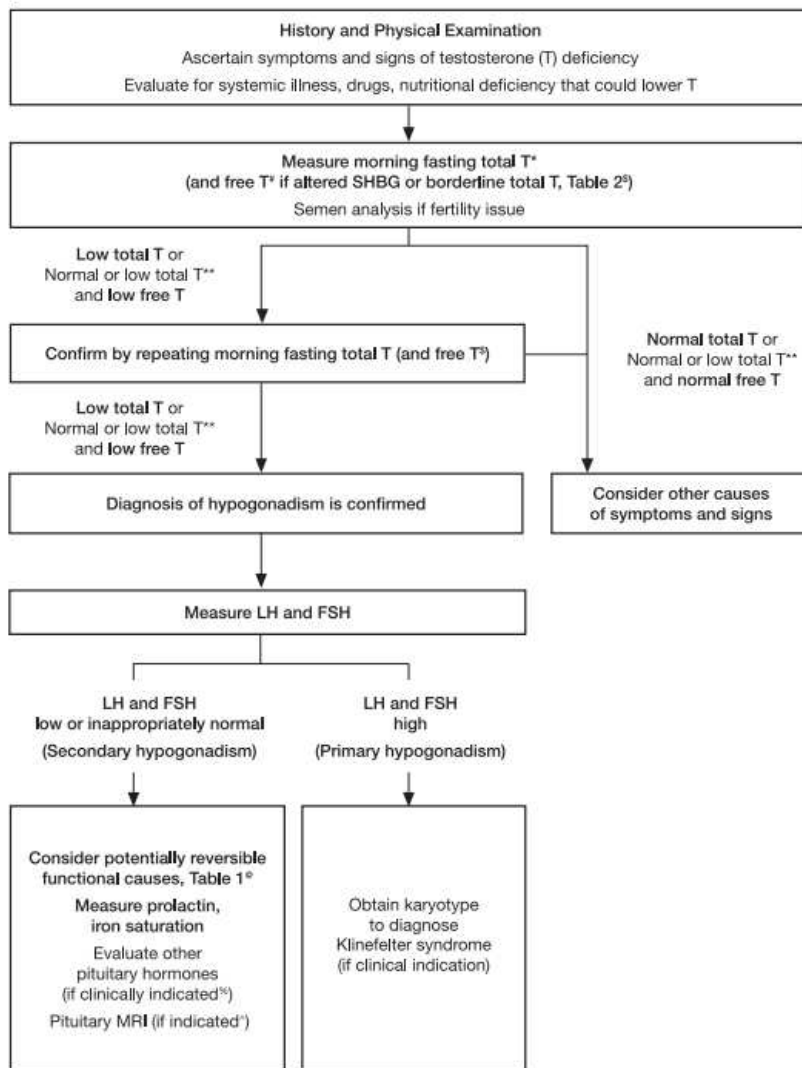 History and Physical Examination
Ascertain symptoms and signs of testosterone (T) deficiency
Evaluate for systemic illness, drugs, nutritional deficiency that could lower T
Measure morning fasting total T*
(and free T# if altered SHBG or borderline total T, Table 2$)
Semen analysis if fertility issue
Low total T or
Normal or low total T**
and low free T
Normal total T or
Normal or low total T**
and normal free T
Confirm by repeating morning fasting total T (and free T$)
Low total T or
Normal or low total T**
and low free T
Diagnosis of hypogonadism is confirmed
Consider other causes
of symptoms and signs
Measure LH and FSH
LH and FSH
low or inappropriately normal
(Secondary hypogonadism)
LH and FSH
high
(Primary hypogonadism)
Consider potentially reversible
functional causes, Table 1@
Measure prolactin,
iron saturation
Evaluate other
pituitary hormones
(if clinically indicated%)
Pituitary MRI (if indicated^)
Obtain karyotype
to diagnose
Klinefelter syndrome
(if clinical indication)